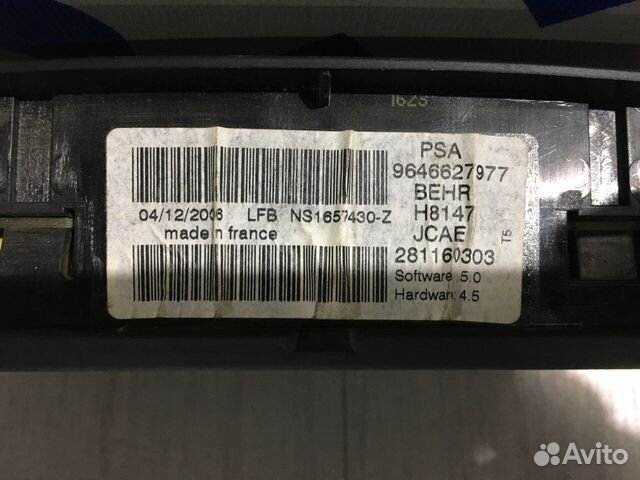 1623
PSA
9646627977
BEHR
H8147
JCAE
281160303
Software 5.0
Hardware 4.5
T5
04/12/2006 LFB NS1657430-Z
made in france
Avito